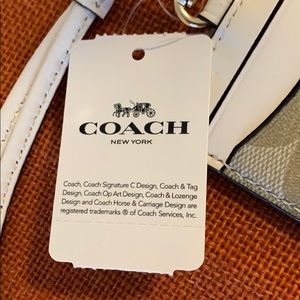 COACH
NEW YORK
Coach, Coach Signature C Design, Coach & Tag
Design, Coach Op Art Design, Coach & Lozenge
Design and Coach Horse & Carriage Design are
registered trademarks ® of Coach Services, Inc.